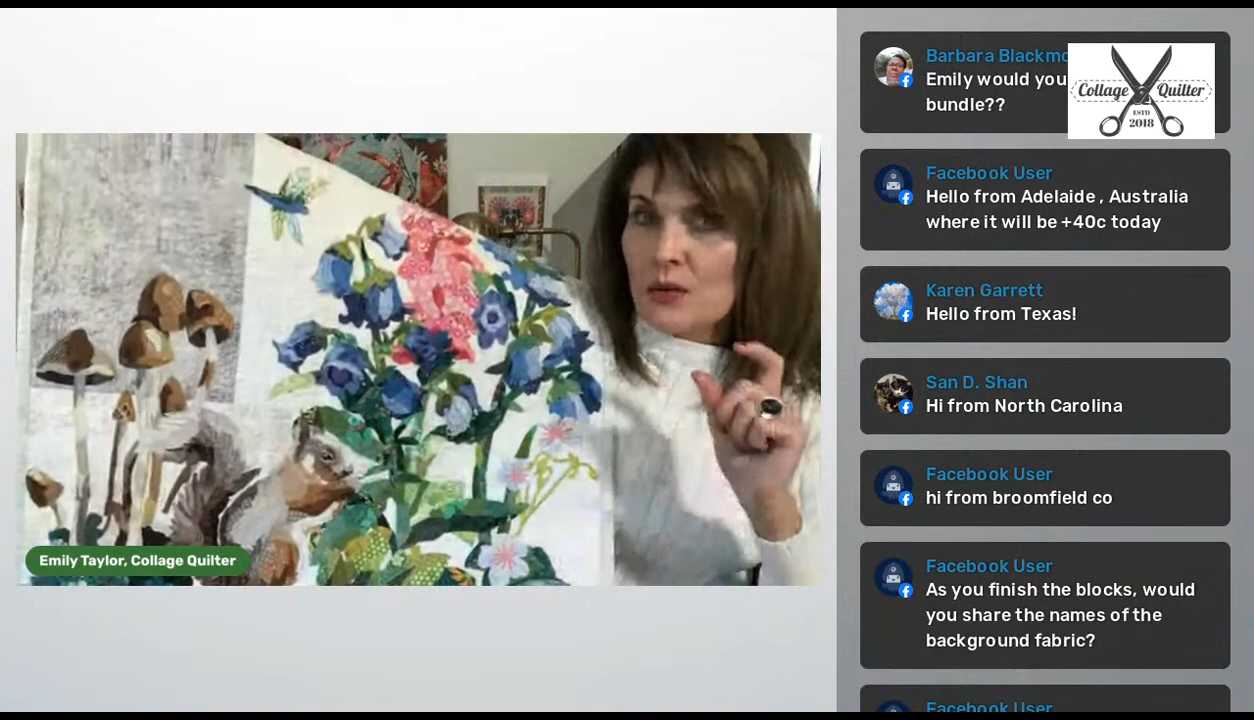 Barbara Blackmo
Emily would you
bundle??
Collage Quilter
ESTD
2018
Facebook User
Hello from Adelaide , Australia
where it will be +40c today
Karen Garrett
Hello from Texas!
San D. Shan
Hi from North Carolina
Facebook User
hi from broomfield co
Facebook User
As you finish the blocks, would
you share the names of the
background fabric?
Facebook User
Emily Taylor, Collage Quilter